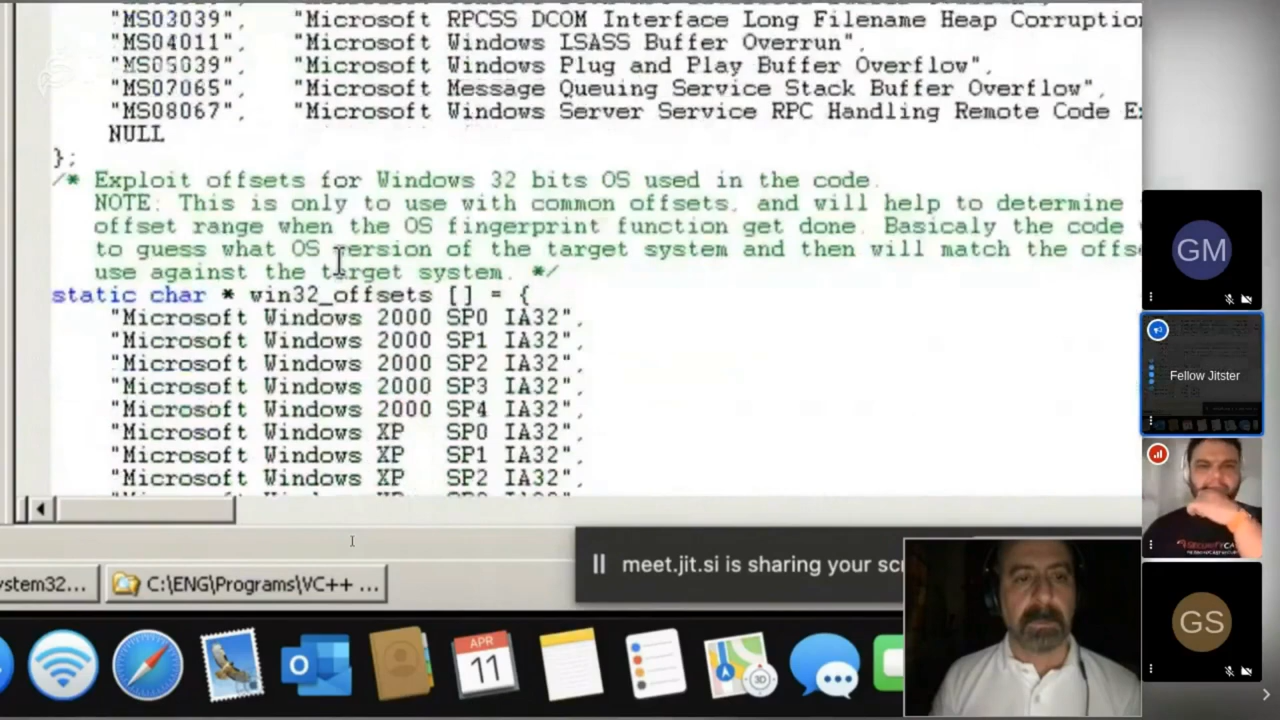 "MS03039", "Microsoft RPCSS DCOM Interface Long Filename Heap Corruption
"MS04011", "Microsoft Windows LSASS Buffer Overrun",
"MS05039", "Microsoft Windows Plug and Play Buffer Overflow",
"MS07065", "Microsoft Message Queuing Service Stack Buffer Overflow",
"MS08067", "Microsoft Windows Server Service RPC Handling Remote Code
NULL
};
/* Exploit offsets for Windows 32 bits OS used in the code.
NOTE: This is only to use with common offsets, and will help to determine
offset range when the OS fingerprint function get done. Basicaly the code
to guess what OS version of the target system and then will match the
use against the target system. */
static char * win32_offsets [] = {
"Microsoft Windows 2000 SP0 IA32",
"Microsoft Windows 2000 SP1 IA32",
"Microsoft Windows 2000 SP2 IA32",
"Microsoft Windows 2000 SP3 IA32",
"Microsoft Windows 2000 SP4 IA32",
"Microsoft Windows XP SP0 IA32",
"Microsoft Windows XP SP1 IA32",
"Microsoft Windows XP SP2 IA32",
ystem32...
C:\ENG\Programs\VC++ ...
meet.jit.si is sharing your
APR
11
3D
GM
Fellow Jitster
GS